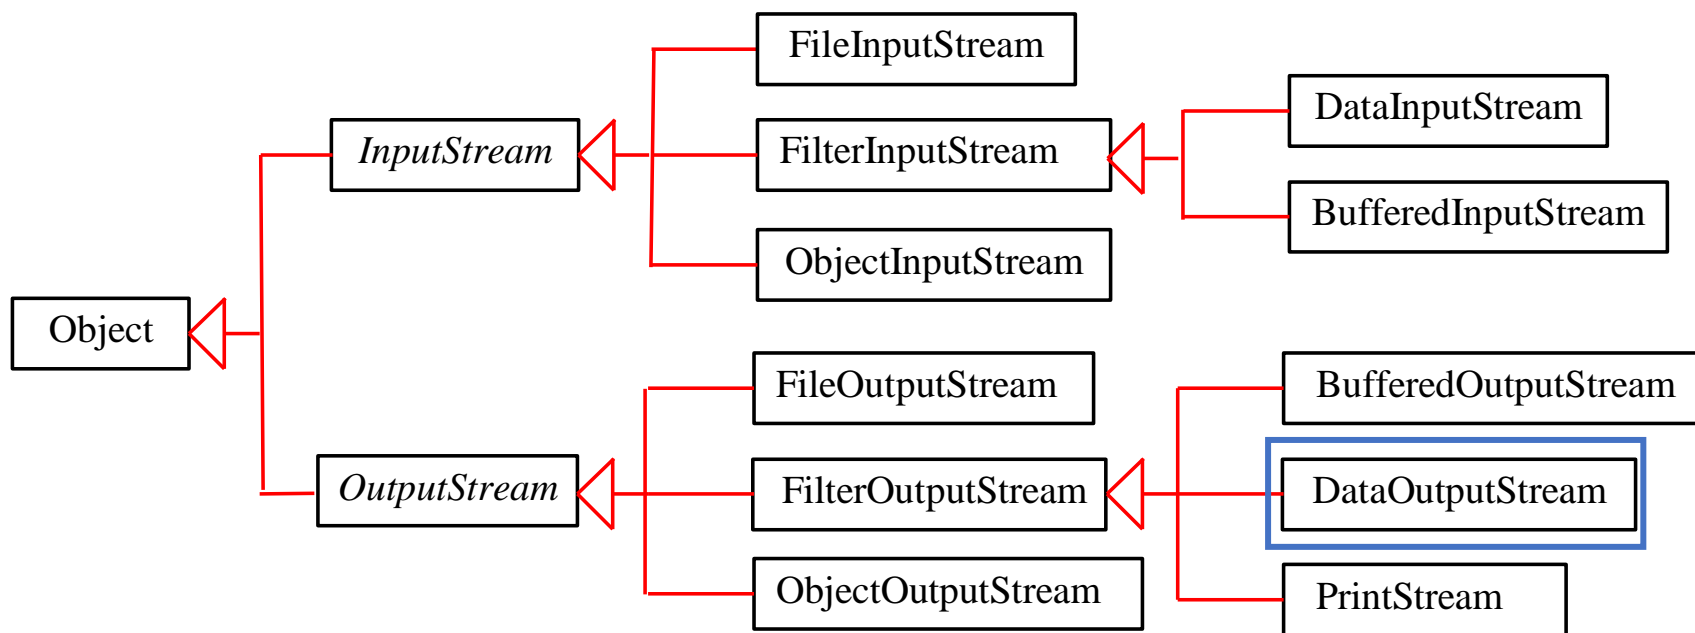 FileInputStream
DataInputStream
InputStream
FilterInputStream
BufferedInputStream
ObjectInputStream
Object
FileOutputStream
BufferedOutputStream
OutputStream
FilterOutputStream
DataOutputStream
ObjectOutputStream
PrintStream